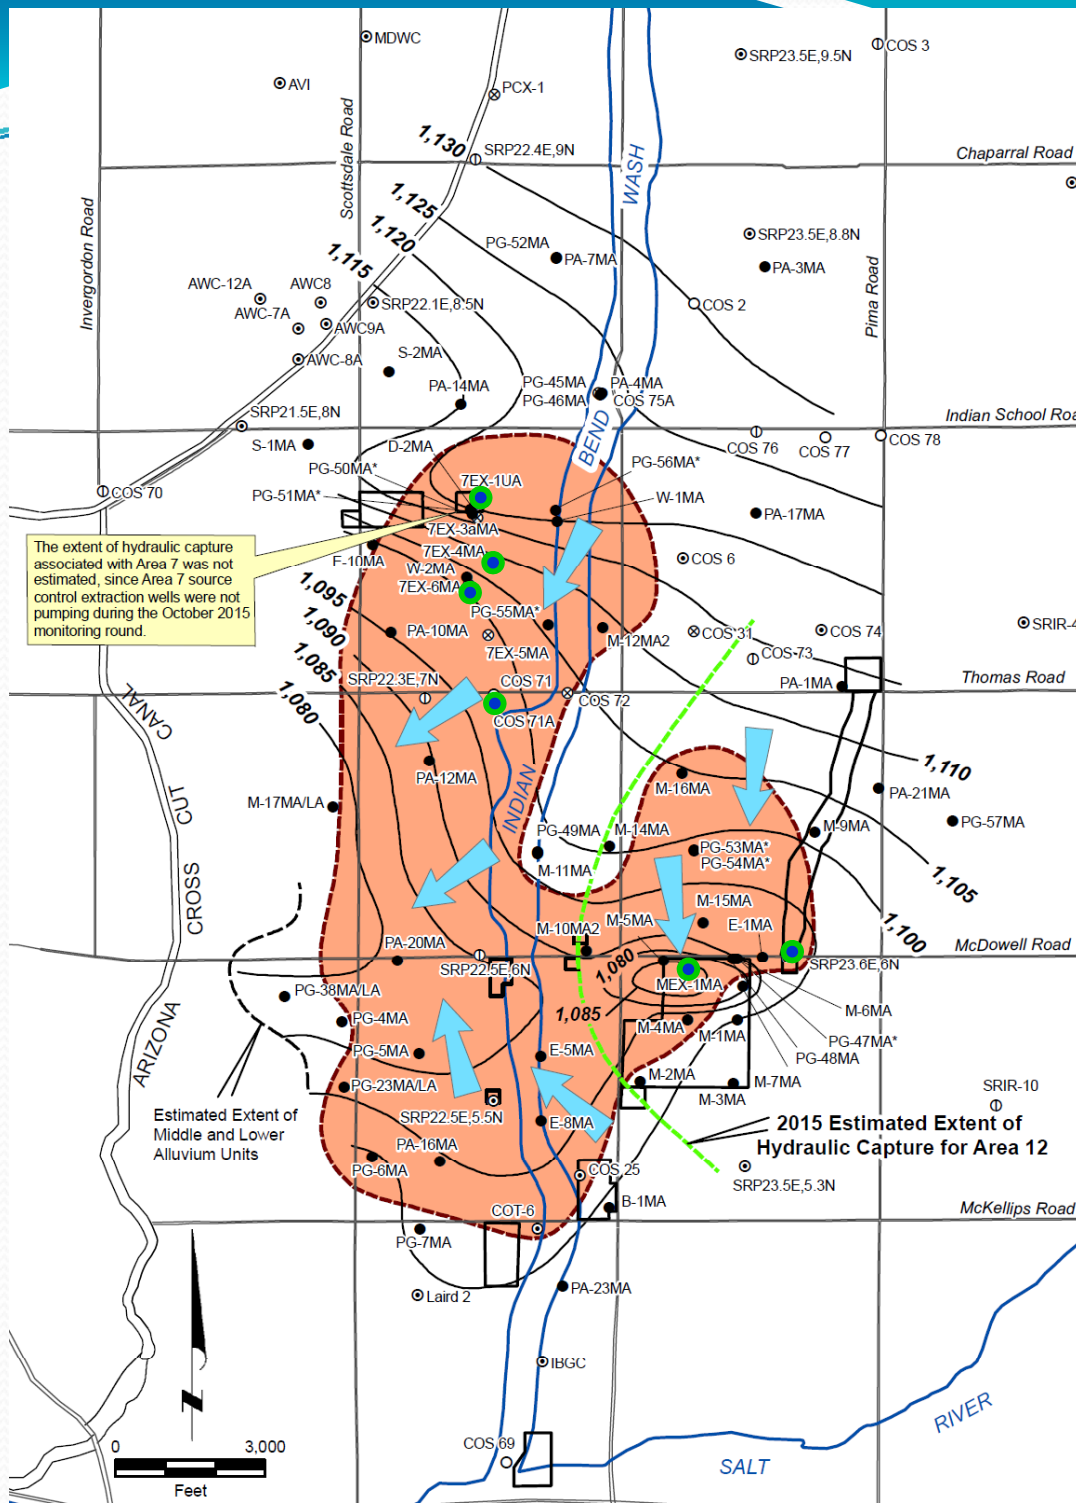 MDWC
COS 3
SRP23.5E,9.5N
AVI
PCX-1
Scottsdale Road
1,130
SRP22.4E,9N
WASH
Chaparral Road
1,125
Invergordon Road
1,120
PG-52MA
PA-7MA
SRP23.5E,8.8N
PA-3MA
1,115
Pima Road
AWC-12A
AWC8
SRP22.1E,8.5N
COS 2
AWC-7A
AWC9A
AWC-8A
S-2MA
PA-14MA
PG-45MA
PA-4MA
PG-46MA
COS 75A
SRP21.5E,8N
Indian School Roa
BEND
S-1MA
D-2MA
COS 76
COS 77
COS 78
PG-50MA*
PG-56MA*
7EX-1UA
COS 70
PG-51MA*
W-1MA
7EX-3aMA
PA-17MA
The extent of hydraulic capture
associated with Area 7 was not
estimated, since Area 7 source
control extraction wells were not
pumping during the October 2015
monitoring round.
F-10MA
7EX-4MA
W-2MA
COS 6
7EX-6MA
1,095
PG-55MA*
1,090
PA-10MA
M-12MA2
COS 31
COS 74
SRIR-4
7EX-5MA
COS 73
1,085
SRP22.3E,7N
COS 71
PA-1MA
Thomas Road
1,080
COS 72
COS 71A
CANAL
PA-12MA
1,110
INDIAN
M-16MA
PA-21MA
M-17MA/LA
CUT
PG-49MA
M-14MA
M-9MA
PG-57MA
PG-53MA*
PG-54MA*
M-11MA
1,105
CROSS
M-15MA
M-5MA
E-1MA
M-10MA2
1,100
PA-20MA
McDowell Road
SRP22.5E,6N
1,080
SRP23.6E,6N
MEX-1MA
PG-38MA/LA
1,085
M-6MA
PG-4MA
M-4MA
M-1MA
PG-47MA*
ARIZONA
PG-5MA
E-5MA
PG-48MA
M-2MA
M-7MA
PG-23MA/LA
M-3MA
SRIR-10
Estimated Extent of
Middle and Lower
Alluvium Units
SRP22.5E,5.5N
E-8MA
2015 Estimated Extent of
Hydraulic Capture for Area 12
PA-16MA
PG-6MA
COS 25
SRP23.5E,5.3N
B-1MA
COT-6
McKellips Road
PG-7MA
PA-23MA
Laird 2
IBGC
N
RIVER
0
3,000
Feet
COS 69
SALT